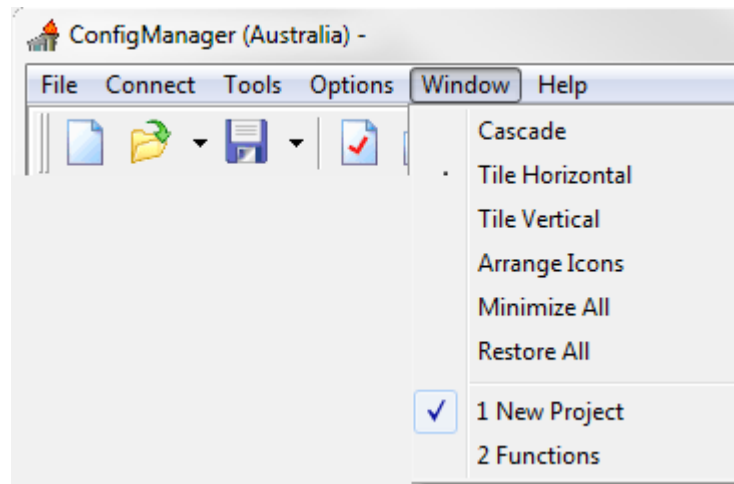 ConfigManager (Australia) -
File Connect Tools Options Window Help
Cascade
Tile Horizontal
Tile Vertical
Arrange Icons
Minimize All
Restore All
1 New Project
2 Functions